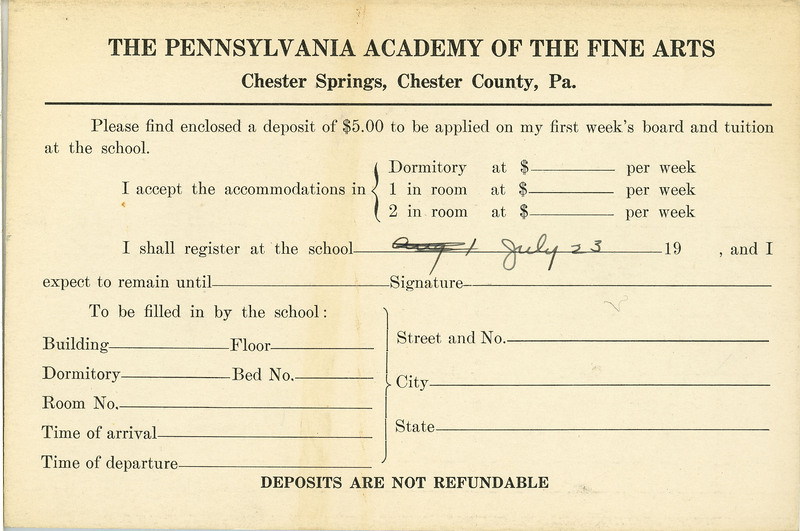 THE PENNSYLVANIA ACADEMY OF THE FINE ARTS
Chester Springs, Chester County, Pa.
Please find enclosed a deposit of $5.00 to be applied on my first week's board and tuition
at the school.
I accept the accommodations in
Dormitory at $ per week
1 in room at $ per week
2 in room at $ per week
I shall register at the school Aug 1 July 23 19 , and I
expect to remain until Signature
To be filled in by the school:
Building Floor
Dormitory Bed No.
Room No.
Time of arrival
Time of departure
Street and No.
City
State
DEPOSITS ARE NOT REFUNDABLE